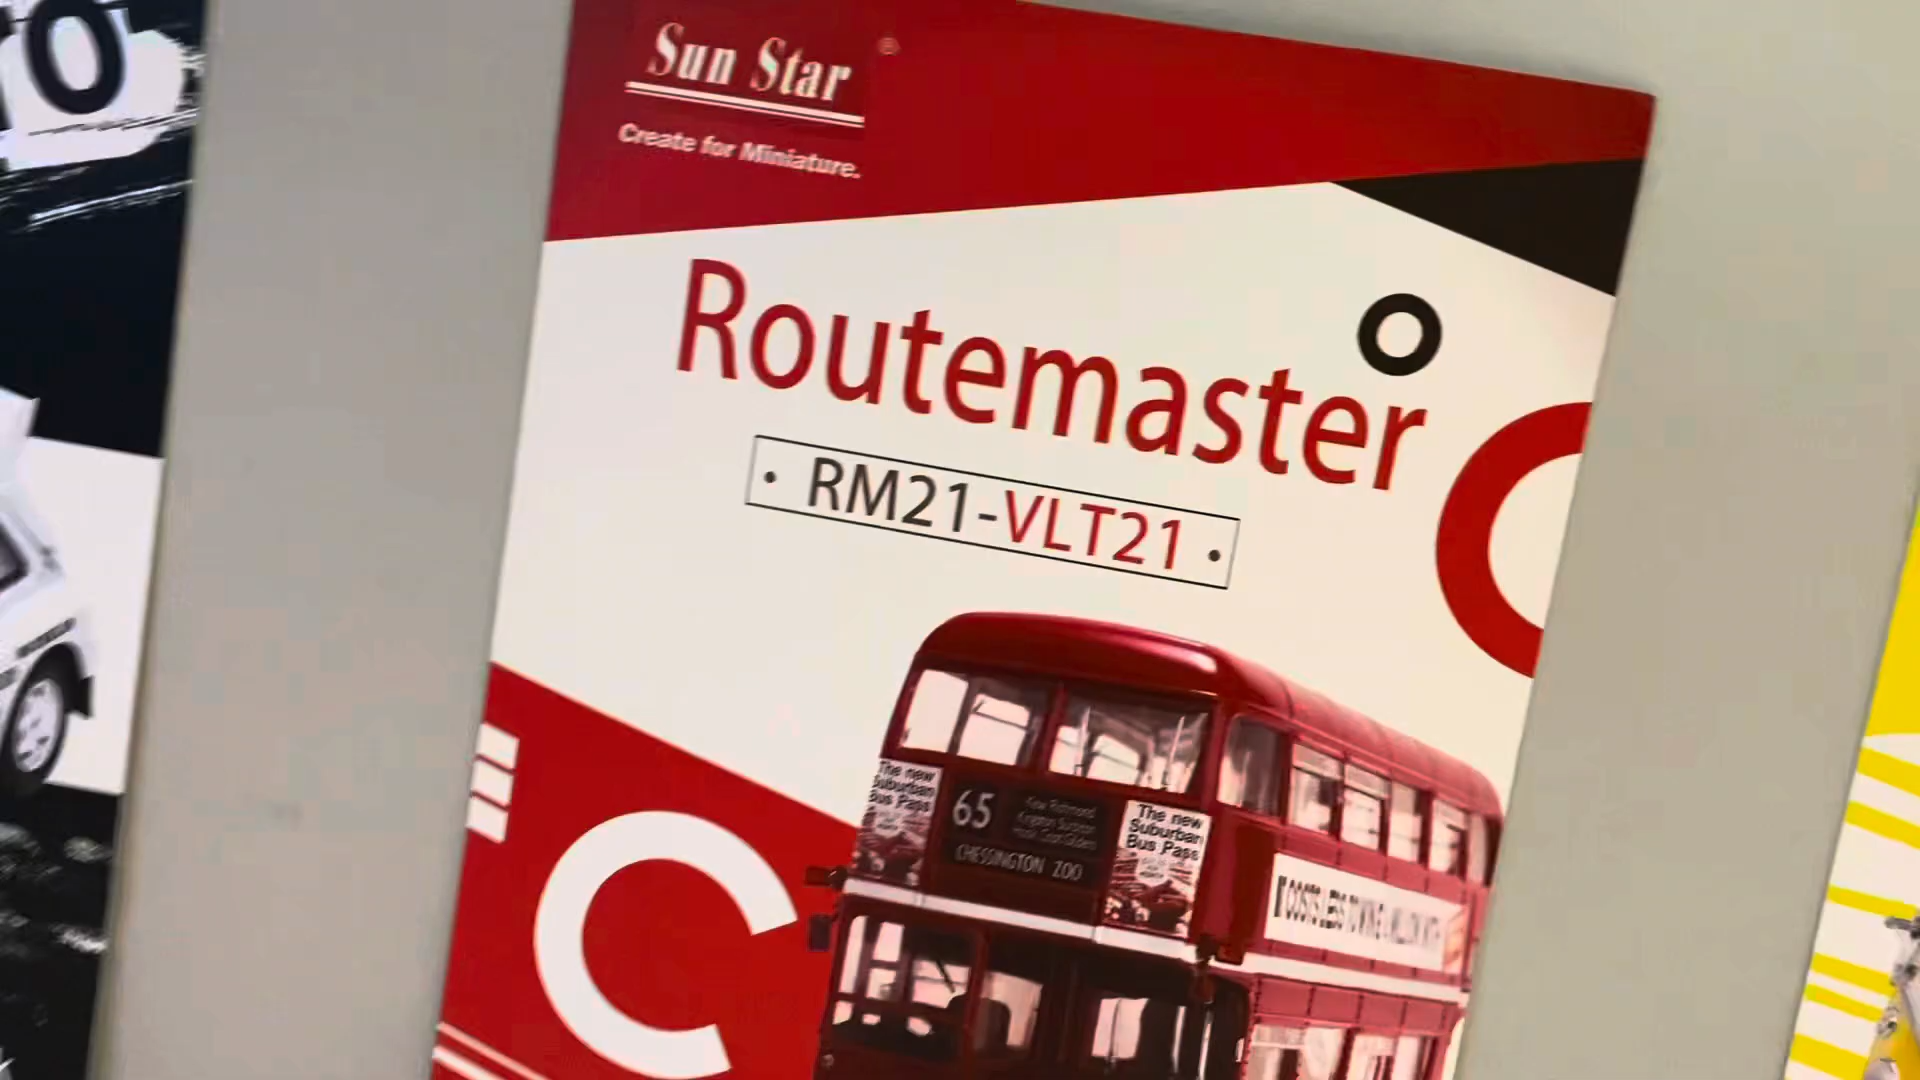 Sun Star®
Create for Miniature.
Routemaster
• RM21-VLT21 •
The new
Suburban
Bus Pass
65
CHESSINGTON ZOO
The new
Suburban
Bus Pass